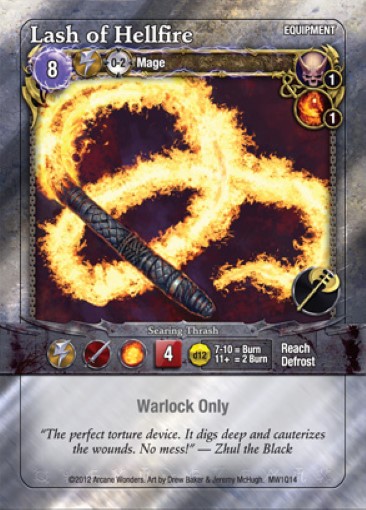 Lash of Hellfire
EQUIPMENT
8
0-2
Mage
1
1
Searing Thrash
4
d12
7-10 = Burn
11+ = 2 Burn
Reach
Defrost
Warlock Only
"The perfect torture device. It digs deep and cauterizes
the wounds. No mess!" — Zhul the Black
©2012 Arcane Wonders. Art by Drew Baker & Jeremy McHugh. MW1Q14